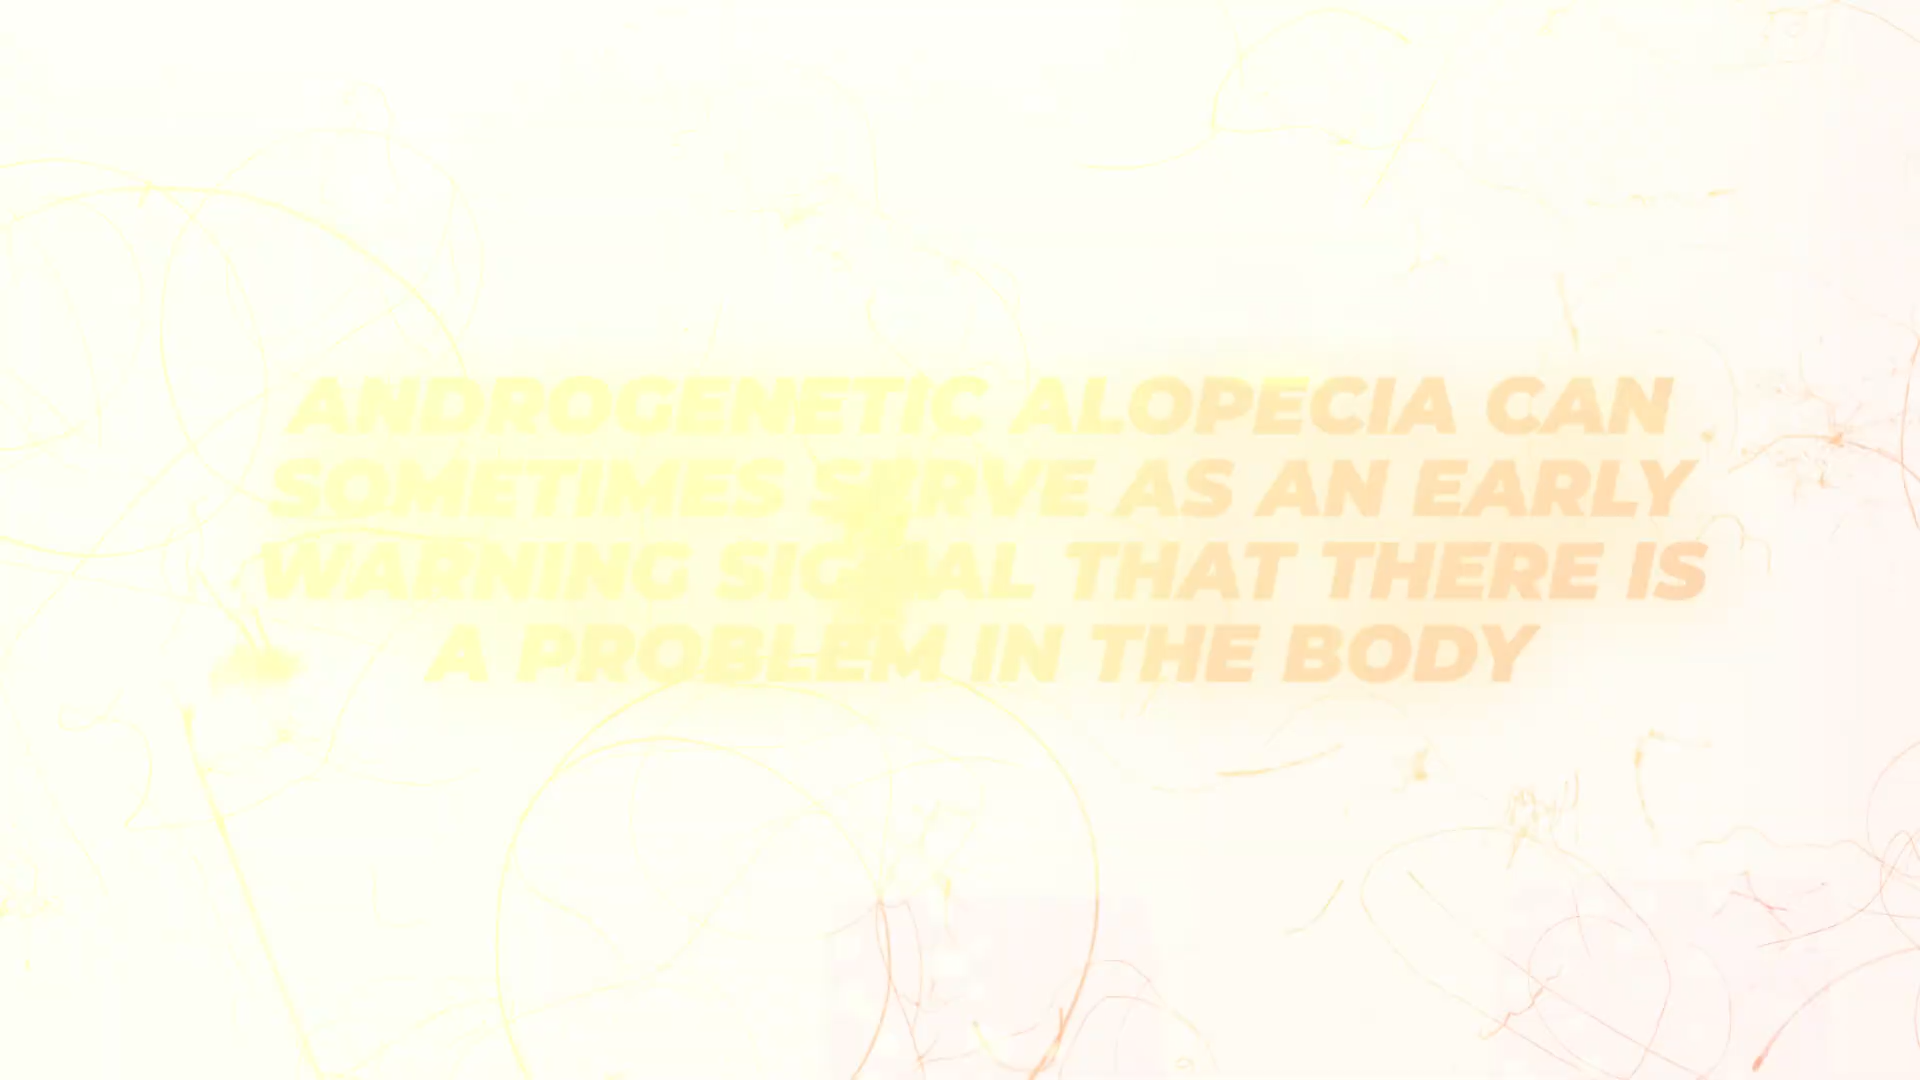 ANDROGENETIC ALOPECIA CAN
SOMETIMES SERVE AS AN EARLY
WARNING SIGNAL THAT THERE IS
A PROBLEM IN THE BODY